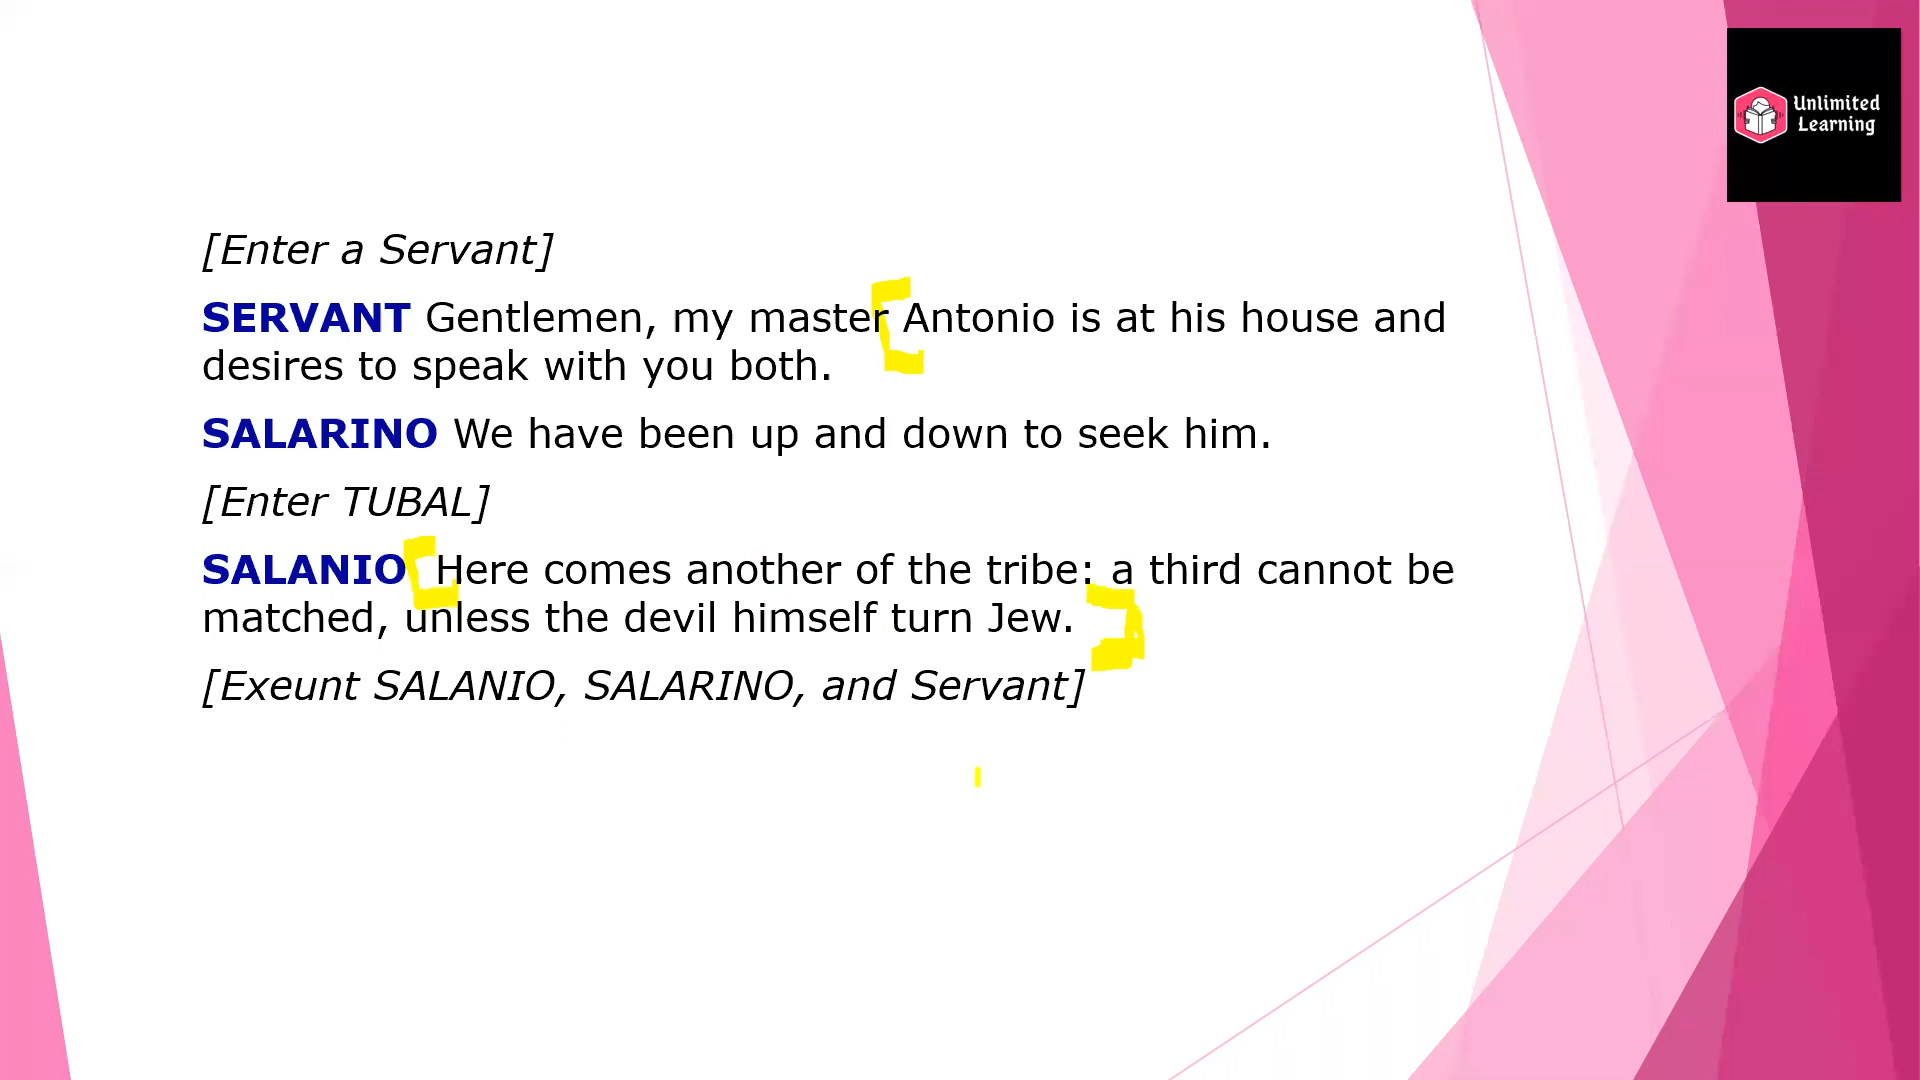 Unlimited
Learning
[Enter a Servant]
SERVANT Gentlemen, my master Antonio is at his house and
desires to speak with you both.
SALARINO We have been up and down to seek him.
[Enter TUBAL]
SALANIO Here comes another of the tribe: a third cannot be
matched, unless the devil himself turn Jew.
[Exeunt SALANIO, SALARINO, and Servant]